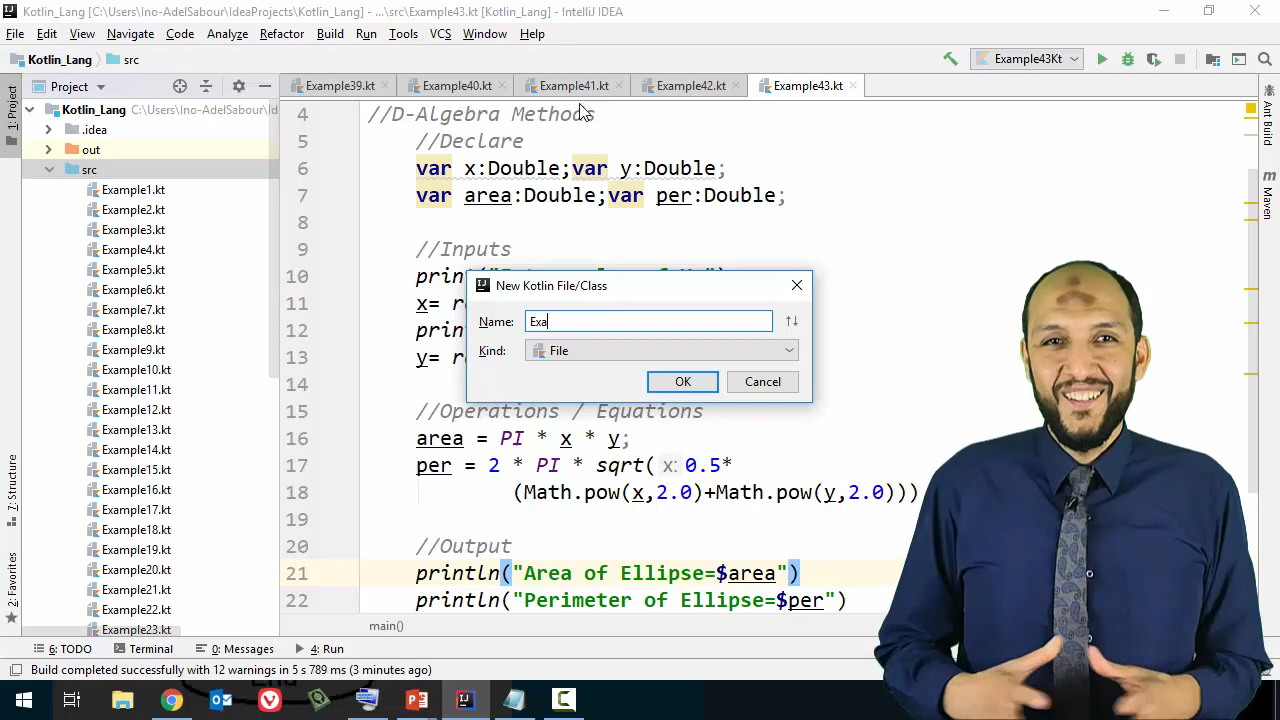 Kotlin_Lang [C:\Users\Ino-AdelSabour\IdeaProjects\Kotlin_Lang] - ...\src\Example43.kt [Kotlin_Lang] - IntelliJ IDEA
File Edit View Navigate Code Analyze Refactor Build Run Tools VCS Window Help
Kotlin_Lang src Example43Kt
Project Example39.kt Example40.kt Example41.kt Example42.kt Example43.kt
1: Project
Kotlin_Lang C:\Users\Ino-AdelSabour\Id
.idea
out
src
Example1.kt
Example2.kt
Example3.kt
Example4.kt
Example5.kt
Example6.kt
Example7.kt
Example8.kt
Example9.kt
Example10.kt
Example11.kt
Example12.kt
Example13.kt
Example14.kt
Example15.kt
Example16.kt
Example17.kt
Example18.kt
Example19.kt
Example20.kt
Example21.kt
Example22.kt
Example23.kt
7: Structure
2: Favorites
4 //D-Algebra Methods
5 //Declare
6 var x:Double;var y:Double;
7 var area:Double;var per:Double;
8
9 //Inputs
10 print(
11 x= r
12 pri
13 y= r
14
15 //Operations / Equations
16 area = PI * x * y;
17 per = 2 * PI * sqrt( x: 0.5*
18 (Math.pow(x,2.0)+Math.pow(y,2.0)))
19
20 //Output
21 println("Area of Ellipse=$area")
22 println("Perimeter of Ellipse=$per")
main()
New Kotlin File/Class
Name: Exa
Kind: File
OK Cancel
Ant Build
m Maven
6: TODO Terminal 0: Messages 4: Run
Build completed successfully with 12 warnings in 5 s 789 ms (3 minutes ago)